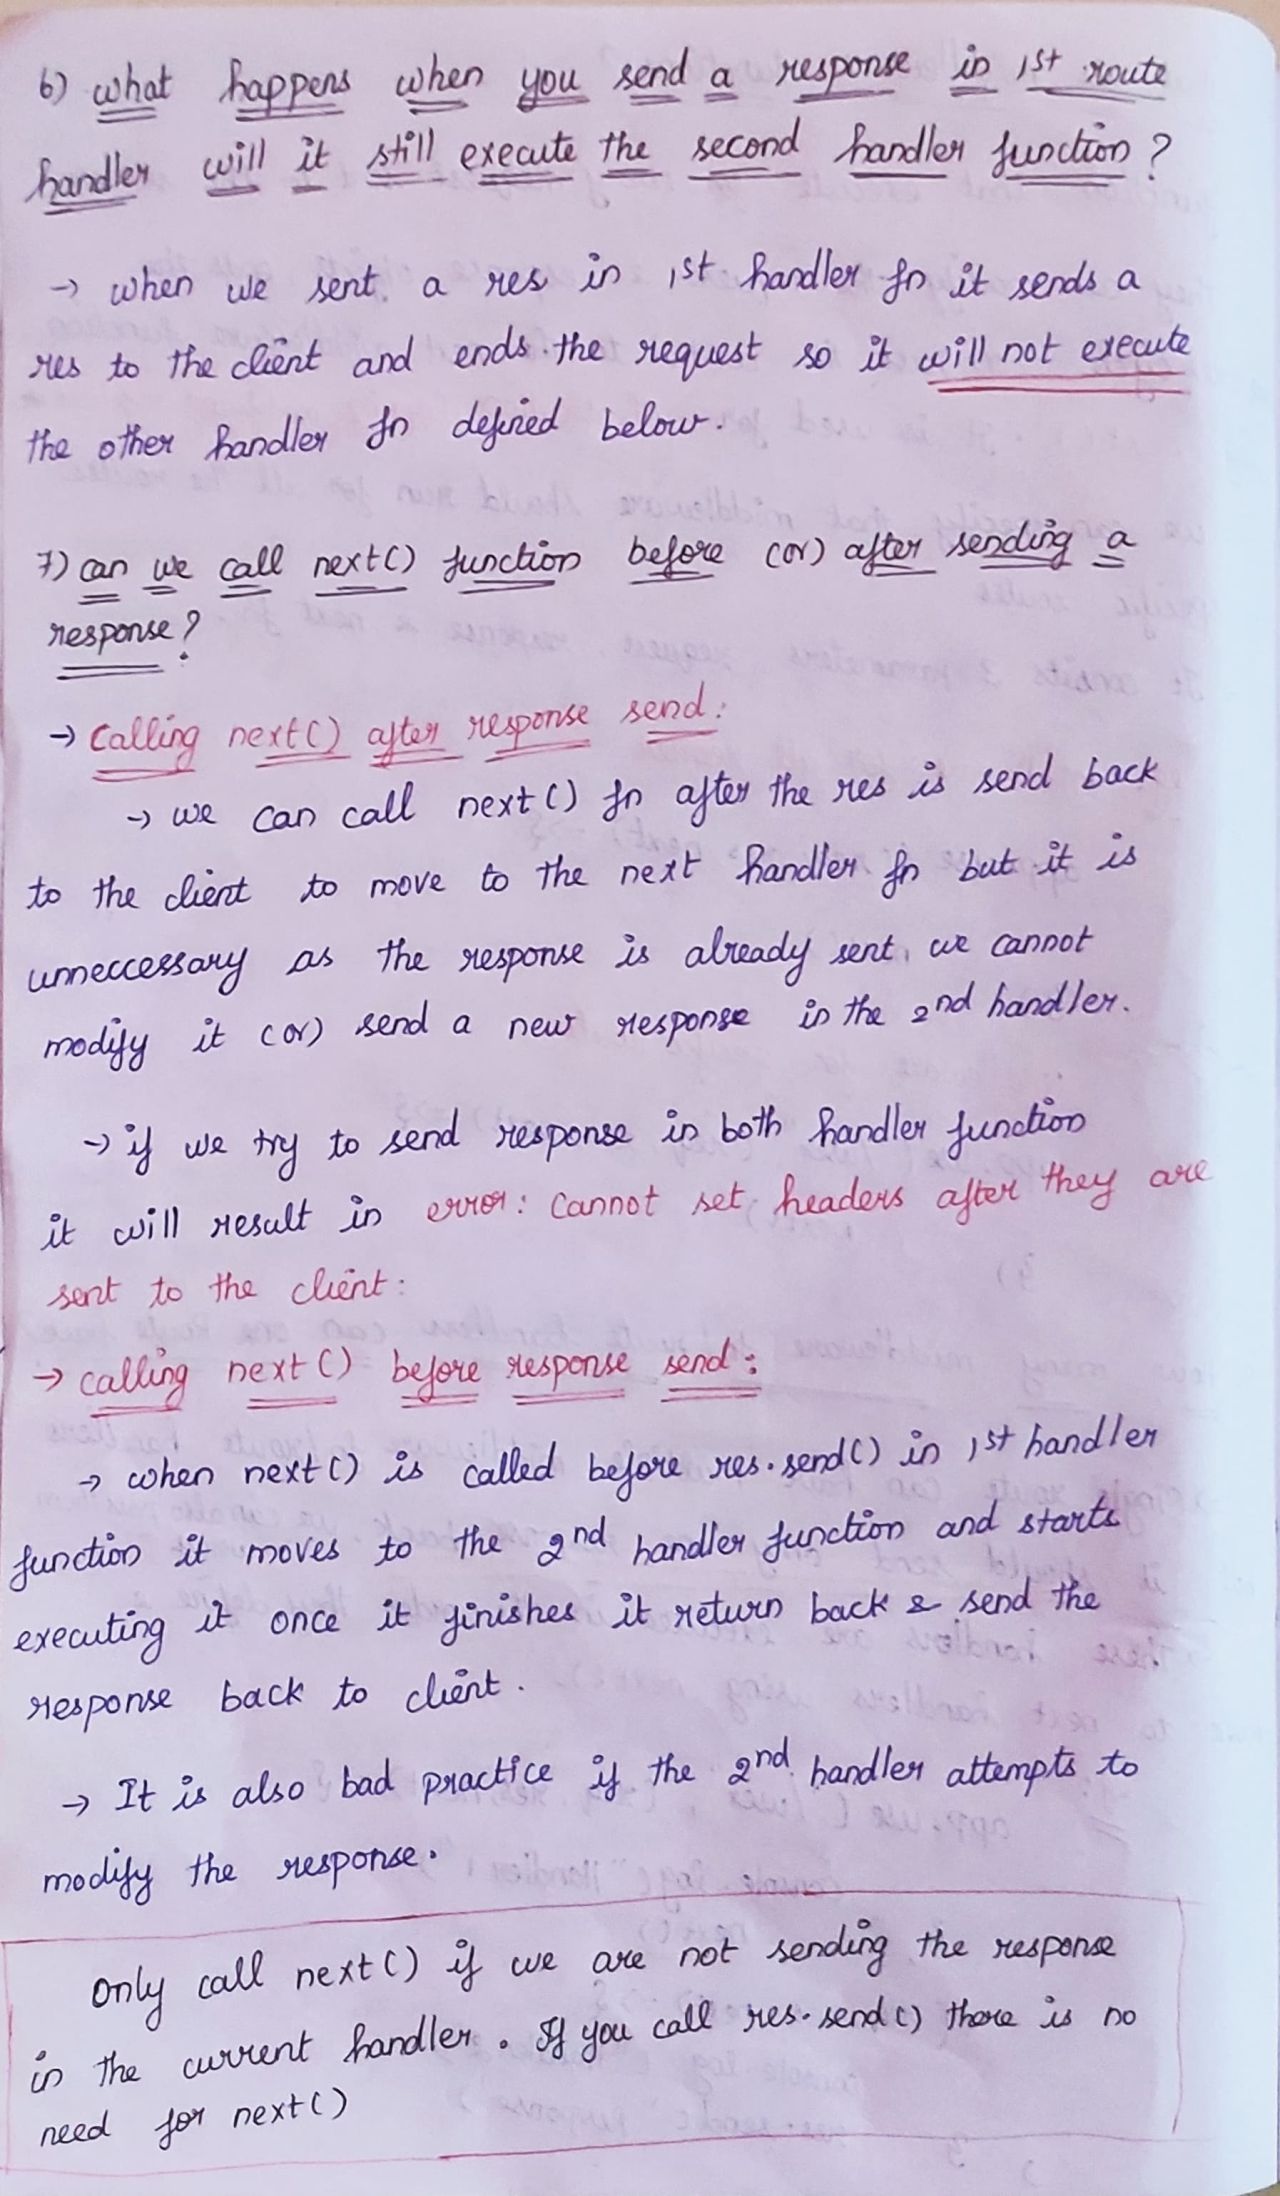 6) what happens when you send a response in 1st route
handler will it still execute the second handler function ?
→ when we sent a res in 1st handler fn it sends a
res to the client and ends the request so it will not execute
the other handler fn defined below.
7) can we call next() function before (or) after sending a
response ?
→ calling next() after response send :
→ we can call next() fn after the res is send back
to the client to move to the next handler fn but it is
unneccessary as the response is already sent, we cannot
modify it (or) send a new response in the 2nd handler.
→ if we try to send response in both handler function
it will result in error : cannot set headers after they are
sent to the client :
→ calling next() before response send :
→ when next() is called before res.send() in 1st handler
function it moves to the 2nd handler function and starts
executing it once it finishes it return back & send the
response back to client .
→ It is also bad practice if the 2nd handler attempts to
modify the response .
only call next() if we are not sending the response
in the current handler . If you call res.send() there is no
need for next()